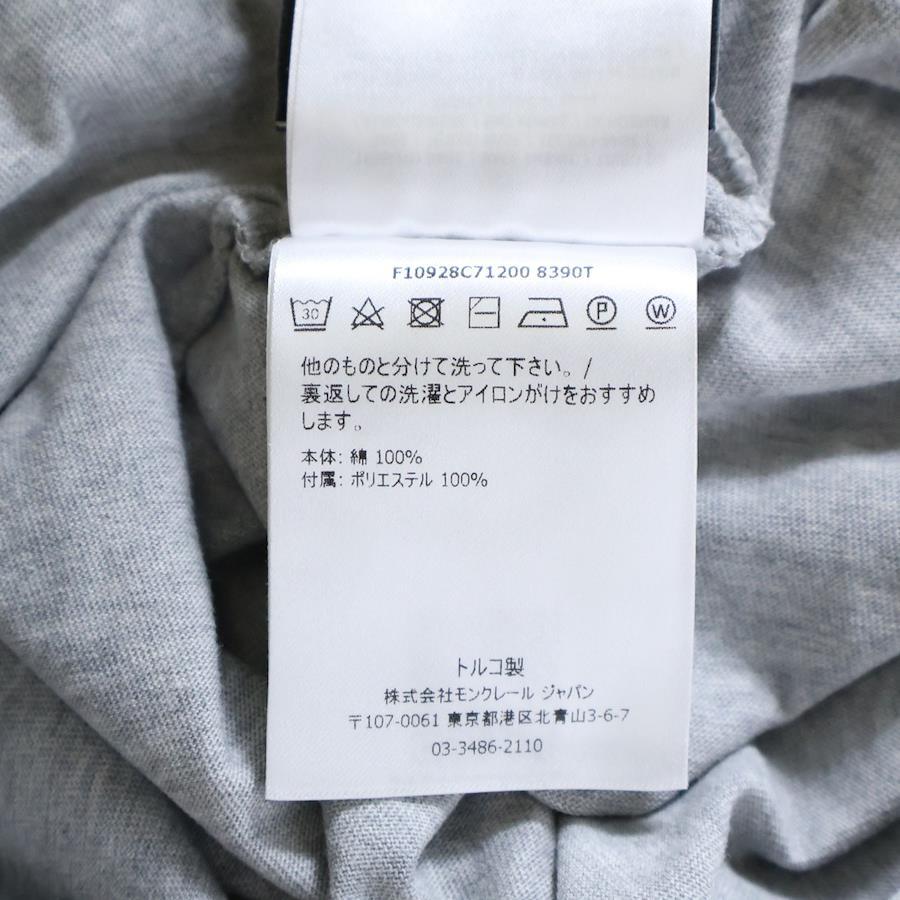 F10928C71200 8390T
30 P W
他のものと分けて洗って下さい。/
裏返しての洗濯とアイロンがけをおすすめ
します。
本体: 綿 100%
付属: ポリエステル 100%
トルコ製
株式会社モンクレール ジャパン
〒107-0061 東京都港区北青山3-6-7
03-3486-2110